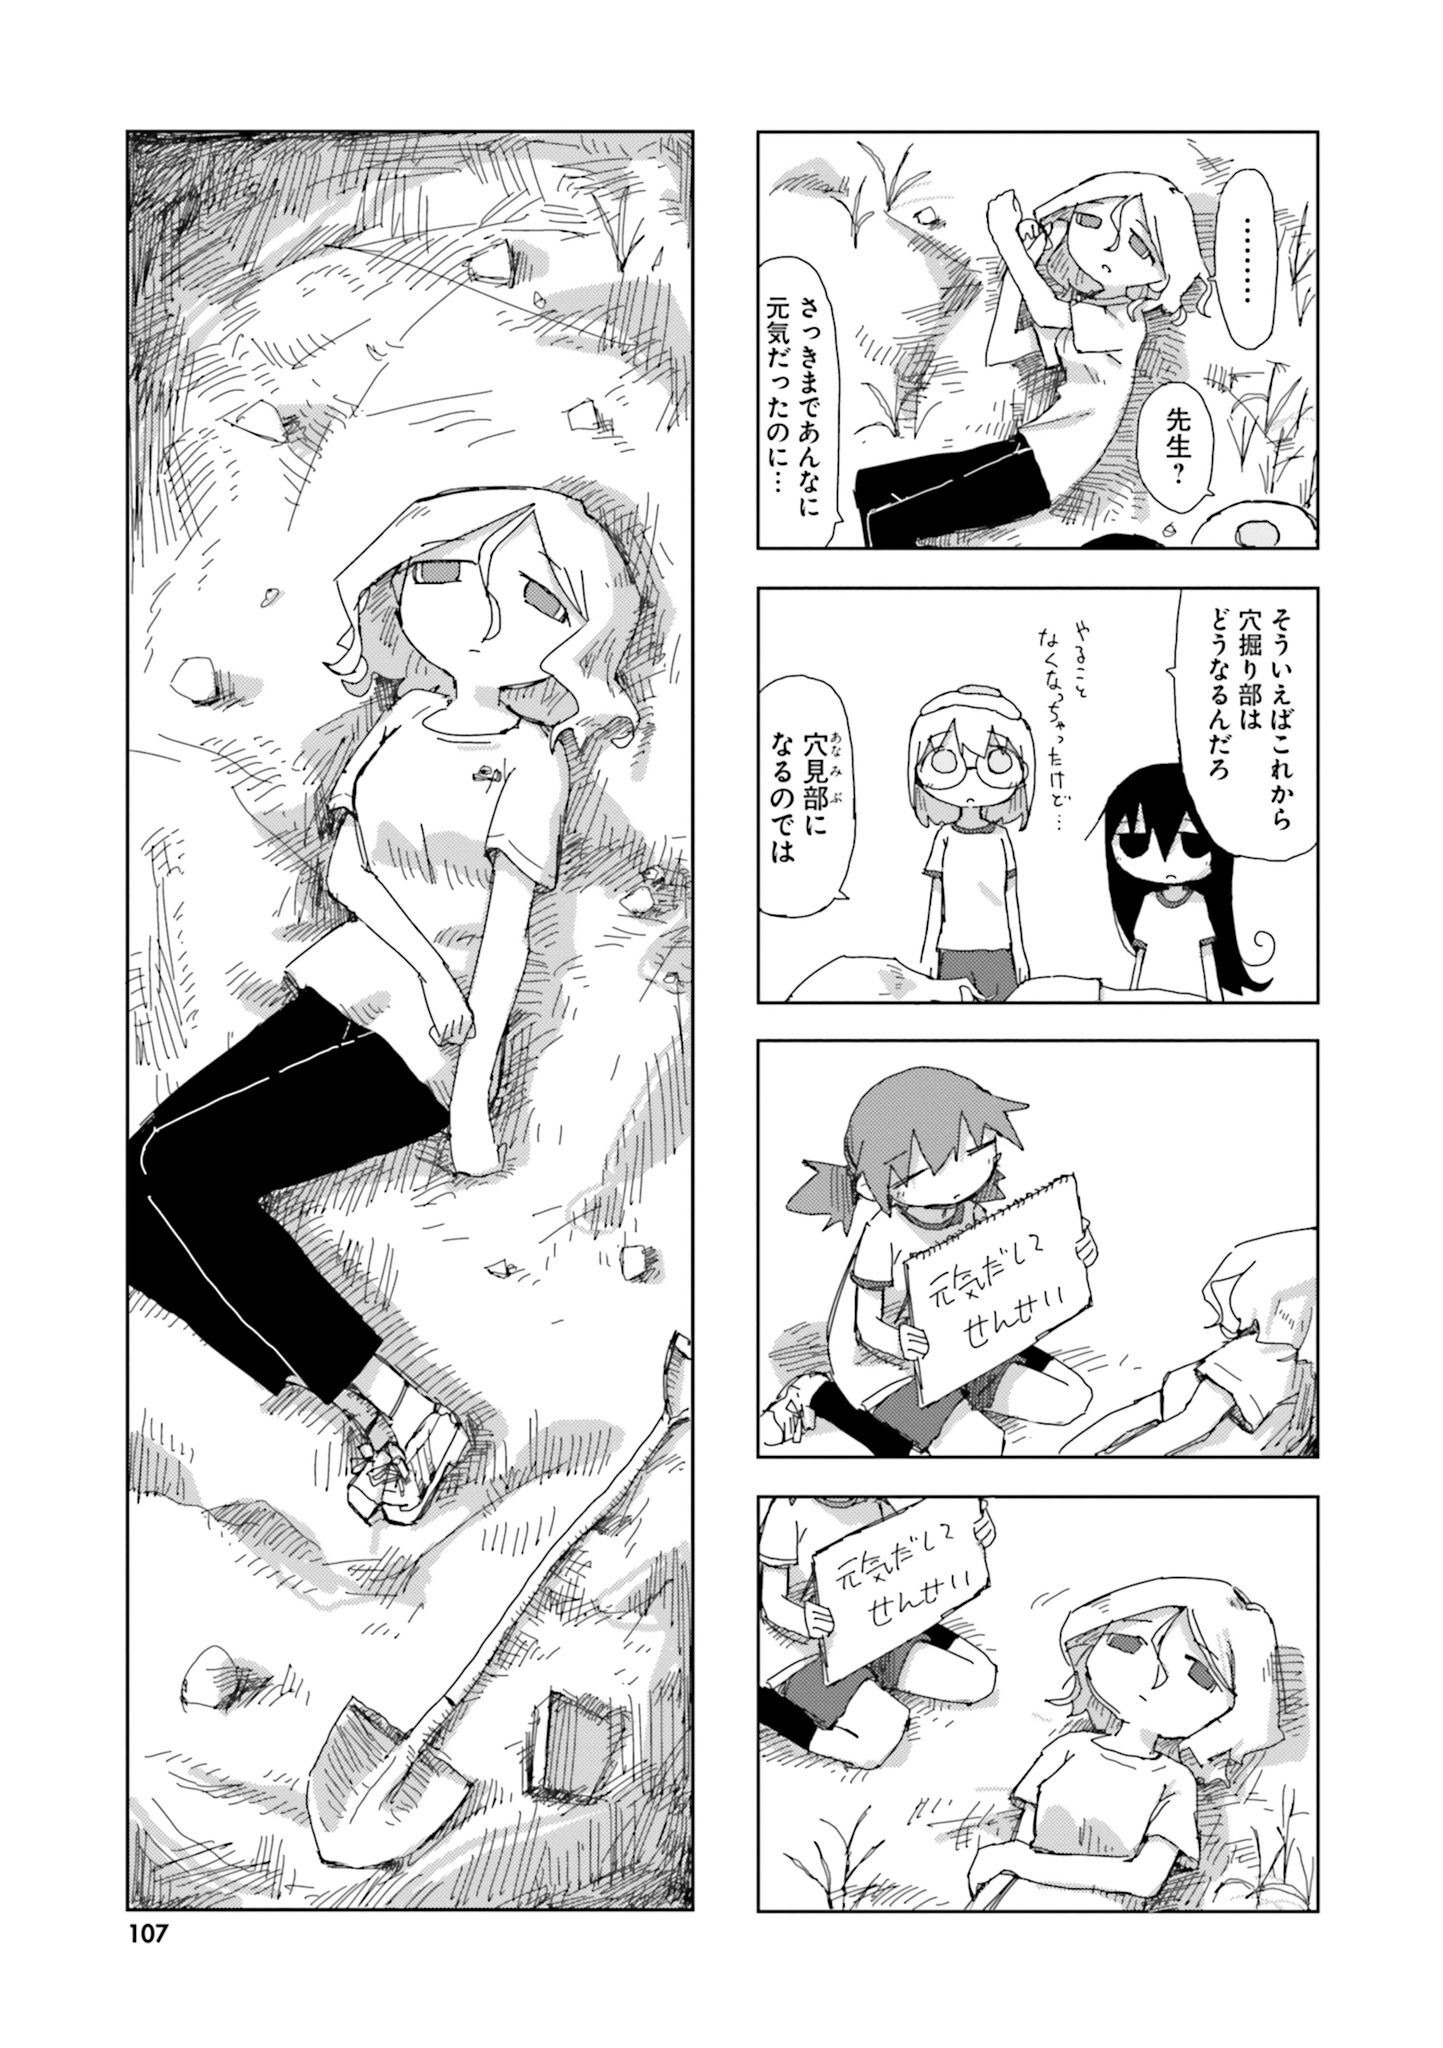 ………
先生？
さっきまであんなに
元気だったのに…
そういえばこれから
穴掘り部は
どうなるんだろ
やること
なくなっちゃったけど…
穴見部に
あなみぶ
なるのでは
元気だして
せんせい
元気だして
せんせい
107